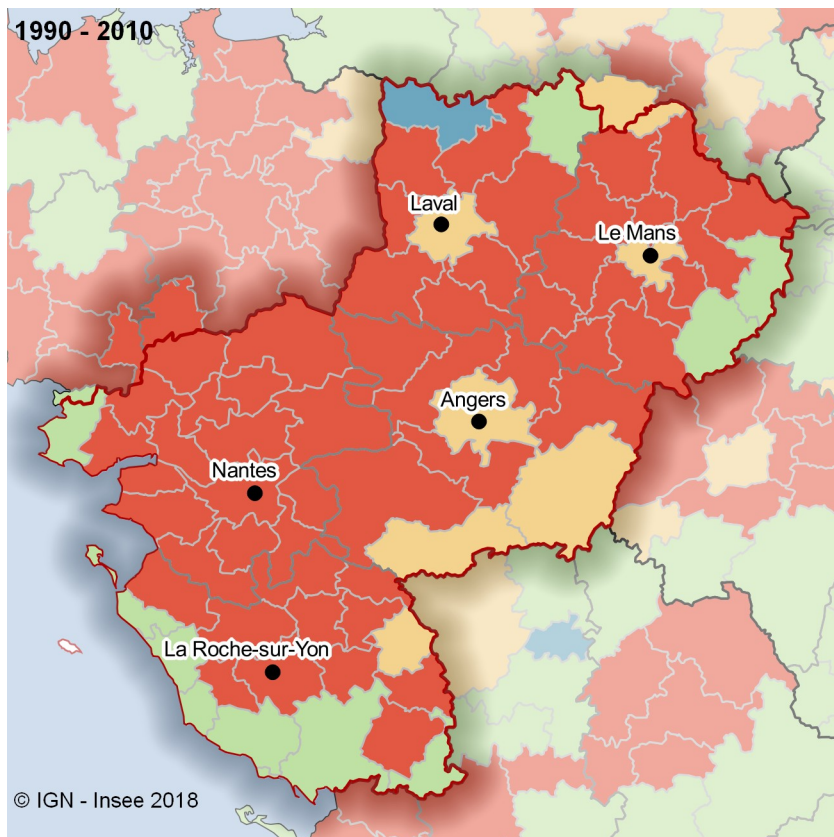 1990 - 2010
Laval
Le Mans
Angers
Nantes
La Roche-sur-Yon
© IGN - Insee 2018